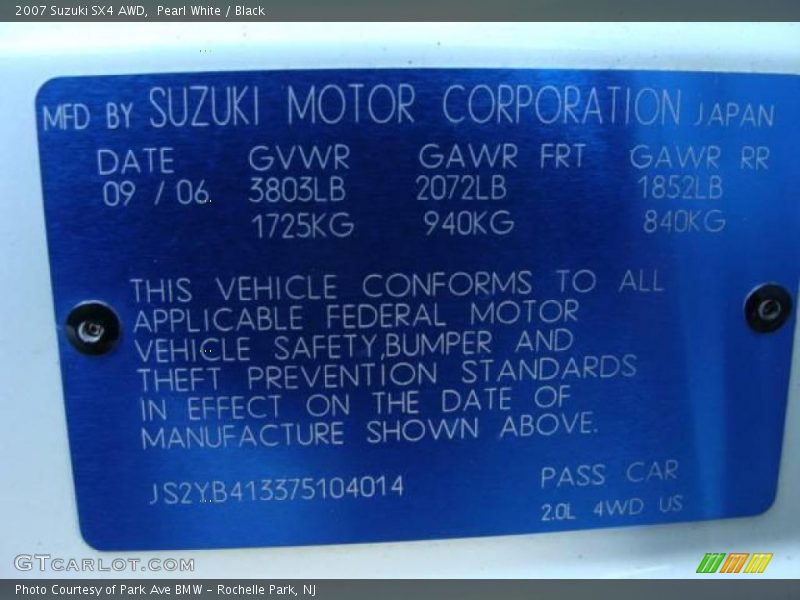 2007 Suzuki SX4 AWD, Pearl White / Black
MFD BY SUZUKI MOTOR CORPORATION JAPAN
DATE GVWR GAWR FRT GAWR RR
09 / 06 3803LB 2072LB 1852LB
1725KG 940KG 840KG
THIS VEHICLE CONFORMS TO ALL
APPLICABLE FEDERAL MOTOR
VEHICLE SAFETY,BUMPER AND
THEFT PREVENTION STANDARDS
IN EFFECT ON THE DATE OF
MANUFACTURE SHOWN ABOVE.
JS2YB413375104014 PASS CAR
2.0L 4WD US
GTCARLOT.COM
Photo Courtesy of Park Ave BMW - Rochelle Park, NJ